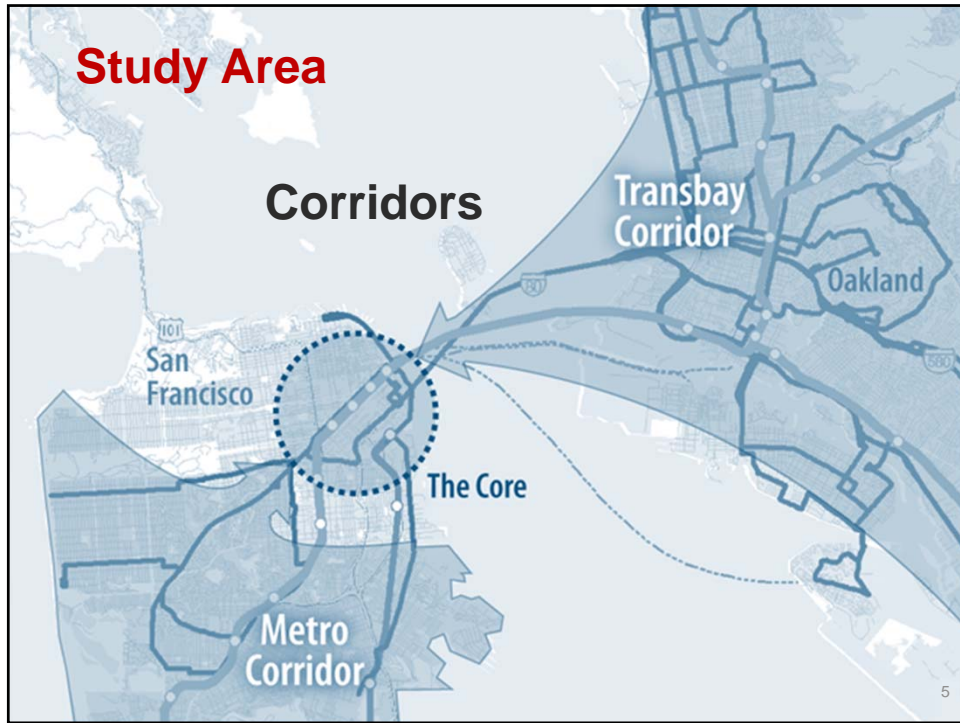 Study Area
Corridors
Transbay
Corridor
Oakland
80
101
San
Francisco
580
The Core
Metro
Corridor
5